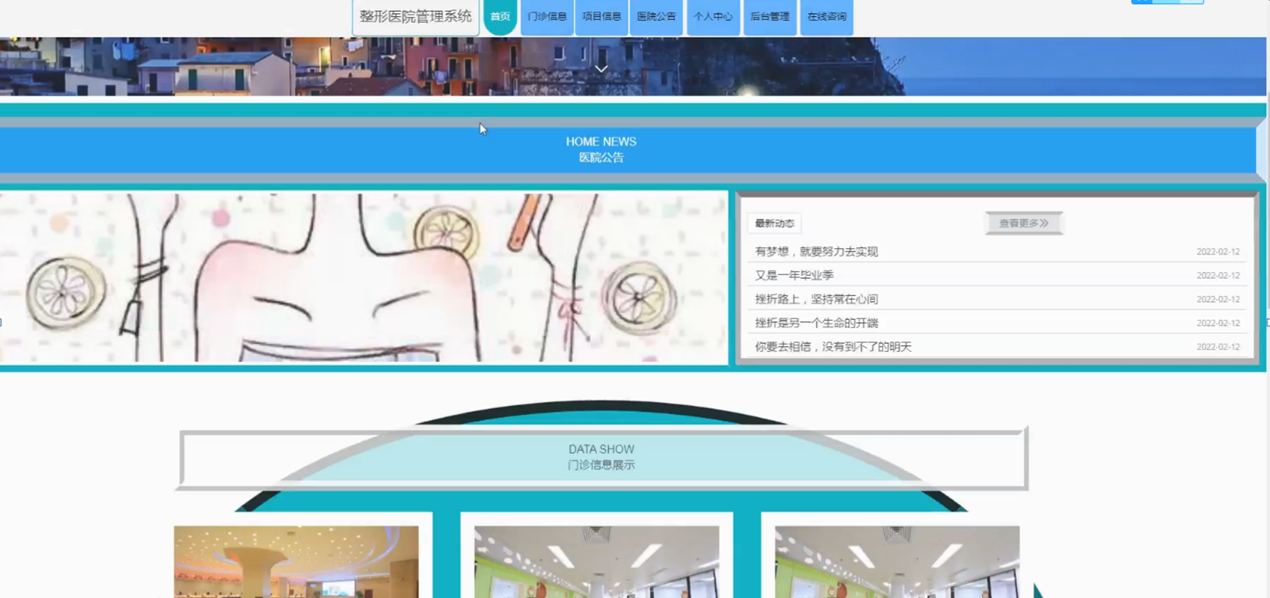 整形医院管理系统
首页
门诊信息
项目信息
医院公告
个人中心
后台管理
在线咨询
HOME NEWS
医院公告
最新动态
查看更多
有梦想，就要努力去实现 2022-02-12
又是一年毕业季 2022-02-12
挫折路上，坚持常在心间 2022-02-12
挫折是另一个生命的开端 2022-02-12
你要去相信，没有到不了的明天 2022-02-12
DATA SHOW
门诊信息展示